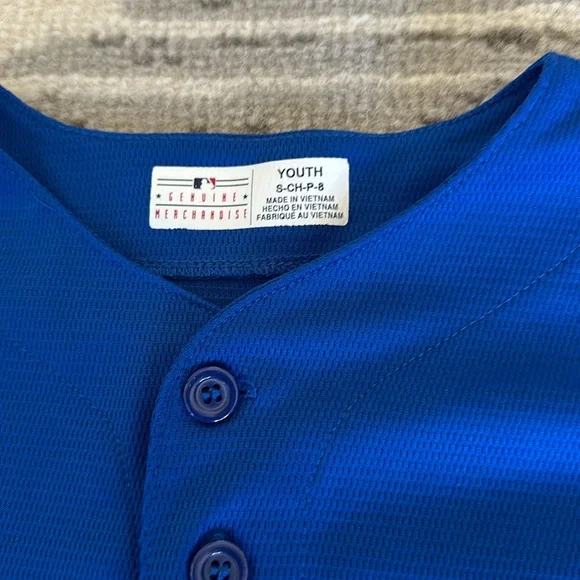 GENUINE
MERCHANDISE
YOUTH
S-CH-P-8
MADE IN VIETNAM
HECHO EN VIETNAM
FABRIQUÉ AU VIETNAM